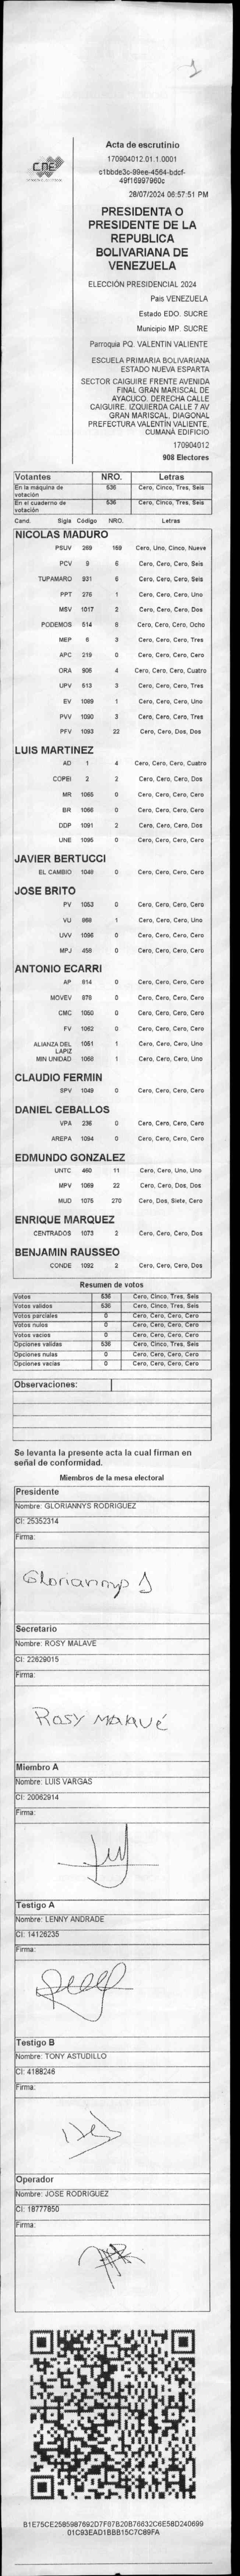 1
CNE
Acta de escrutinio
170904012.01.1.0001
c1bbde3c-99ee-4564-bdcf-
49f16997960c
28/07/2024 06:57:51 PM
PRESIDENTA O
PRESIDENTE DE LA
REPUBLICA
BOLIVARIANA DE
VENEZUELA
ELECCIÓN PRESIDENCIAL 2024
Pais VENEZUELA
Estado EDO. SUCRE
Municipio MP. SUCRE
Parroquia PQ. VALENTIN VALIENTE
ESCUELA PRIMARIA BOLIVARIANA
ESTADO NUEVA ESPARTA
SECTOR CAIGUIRE FRENTE AVENIDA
FINAL GRAN MARISCAL DE
AYACUCO. DERECHA CALLE
CAIGUIRE. IZQUIERDA CALLE 7 AV
GRAN MARISCAL, DIAGONAL
PREFECTURA VALENTIN VALIENTE,
CUMANÁ EDIFICIO
170904012
908 Electores
Votantes NRO. Letras
En la máquina de votación 536 Cero, Cinco, Tres, Seis
En el cuaderno de votación 536 Cero, Cinco, Tres, Seis
Cand. Sigla Código NRO. Letras
NICOLAS MADURO
PSUV 269 159 Cero, Uno, Cinco, Nueve
PCV 9 6 Cero, Cero, Cero, Seis
TUPAMARO 931 6 Cero, Cero, Cero, Seis
PPT 276 1 Cero, Cero, Cero, Uno
MSV 1017 2 Cero, Cero, Cero, Dos
PODEMOS 514 8 Cero, Cero, Cero, Ocho
MEP 6 3 Cero, Cero, Cero, Tres
APC 219 0 Cero, Cero, Cero, Cero
ORA 906 4 Cero, Cero, Cero, Cuatro
UPV 513 3 Cero, Cero, Cero, Tres
EV 1089 1 Cero, Cero, Cero, Uno
PVV 1090 3 Cero, Cero, Cero, Tres
PFV 1093 22 Cero, Cero, Dos, Dos
LUIS MARTINEZ
AD 1 4 Cero, Cero, Cero, Cuatro
COPEI 2 2 Cero, Cero, Cero, Dos
MR 1065 0 Cero, Cero, Cero, Cero
BR 1066 0 Cero, Cero, Cero, Cero
DDP 1091 2 Cero, Cero, Cero, Dos
UNE 1095 0 Cero, Cero, Cero, Cero
JAVIER BERTUCCI
EL CAMBIO 1048 0 Cero, Cero, Cero, Cero
JOSE BRITO
PV 1053 0 Cero, Cero, Cero, Cero
VU 868 1 Cero, Cero, Cero, Uno
UVV 1096 0 Cero, Cero, Cero, Cero
MPJ 458 0 Cero, Cero, Cero, Cero
ANTONIO ECARRI
AP 814 0 Cero, Cero, Cero, Cero
MOVEV 878 0 Cero, Cero, Cero, Cero
CMC 1050 0 Cero, Cero, Cero, Cero
FV 1062 0 Cero, Cero, Cero, Cero
ALIANZA DEL LAPIZ 1051 1 Cero, Cero, Cero, Uno
MIN UNIDAD 1068 1 Cero, Cero, Cero, Uno
CLAUDIO FERMIN
SPV 1049 0 Cero, Cero, Cero, Cero
DANIEL CEBALLOS
VPA 236 0 Cero, Cero, Cero, Cero
AREPA 1094 0 Cero, Cero, Cero, Cero
EDMUNDO GONZALEZ
UNTC 460 11 Cero, Cero, Uno, Uno
MPV 1069 22 Cero, Cero, Dos, Dos
MUD 1075 270 Cero, Dos, Siete, Cero
ENRIQUE MARQUEZ
CENTRADOS 1073 2 Cero, Cero, Cero, Dos
BENJAMIN RAUSSEO
CONDE 1092 2 Cero, Cero, Cero, Dos
Resumen de votos
Votos 536 Cero, Cinco, Tres, Seis
Votos validos 536 Cero, Cinco, Tres, Seis
Votos parciales 0 Cero, Cero, Cero, Cero
Votos nulos 0 Cero, Cero, Cero, Cero
Votos vacios 0 Cero, Cero, Cero, Cero
Opciones validas 536 Cero, Cinco, Tres, Seis
Opciones nulas 0 Cero, Cero, Cero, Cero
Opciones vacias 0 Cero, Cero, Cero, Cero
Observaciones:
Se levanta la presente acta la cual firman en
señal de conformidad.
Miembros de la mesa electoral
Presidente
Nombre: GLORIANNYS RODRIGUEZ
CI: 25352314
Firma:
Gloriannys
Secretario
Nombre: ROSY MALAVE
CI: 22629015
Firma:
Rosy Malavé
Miembro A
Nombre: LUIS VARGAS
CI: 20062914
Firma:
Testigo A
Nombre: LENNY ANDRADE
CI: 14126235
Firma:
Testigo B
Nombre: TONY ASTUDILLO
CI: 4188246
Firma:
Operador
Nombre: JOSE RODRIGUEZ
CI: 18777850
Firma:
B1E75CE2585987692D7F87B20B76632C6E58D240699
01C93EAD1BBB15C7C89FA